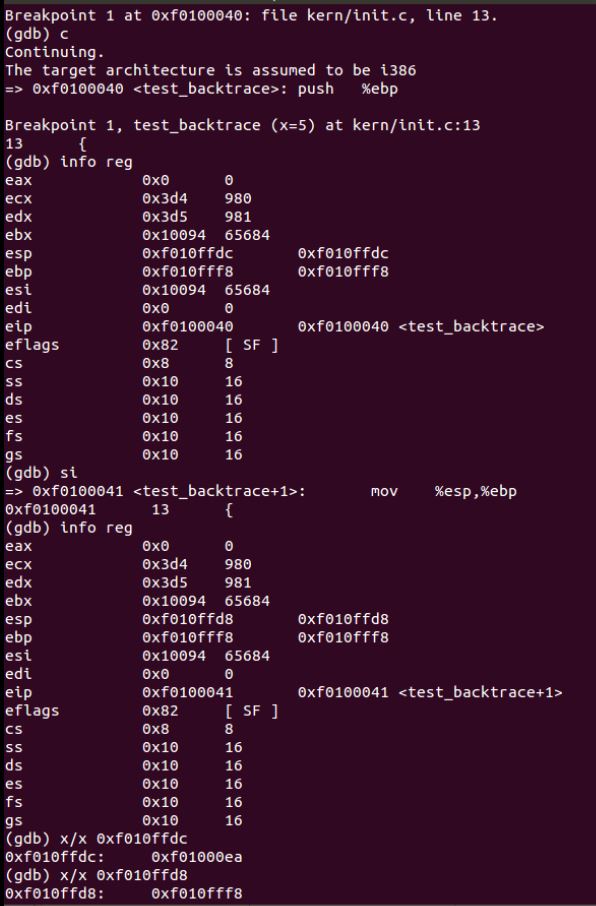 Breakpoint 1 at 0xf0100040: file kern/init.c, line 13.
(gdb) c
Continuing.
The target architecture is assumed to be i386
=> 0xf0100040 <test_backtrace>: push   %ebp

Breakpoint 1, test_backtrace (x=5) at kern/init.c:13
13      {
(gdb) info reg
eax            0x0      0
ecx            0x3d4    980
edx            0x3d5    981
ebx            0x10094  65684
esp            0xf010ffdc       0xf010ffdc
ebp            0xf010fff8       0xf010fff8
esi            0x10094  65684
edi            0x0      0
eip            0xf0100040       0xf0100040 <test_backtrace>
eflags         0x82     [ SF ]
cs             0x8      8
ss             0x10     16
ds             0x10     16
es             0x10     16
fs             0x10     16
gs             0x10     16
(gdb) si
=> 0xf0100041 <test_backtrace+1>:       mov    %esp,%ebp
0xf0100041      13      {
(gdb) info reg
eax            0x0      0
ecx            0x3d4    980
edx            0x3d5    981
ebx            0x10094  65684
esp            0xf010ffd8       0xf010ffd8
ebp            0xf010fff8       0xf010fff8
esi            0x10094  65684
edi            0x0      0
eip            0xf0100041       0xf0100041 <test_backtrace+1>
eflags         0x82     [ SF ]
cs             0x8      8
ss             0x10     16
ds             0x10     16
es             0x10     16
fs             0x10     16
gs             0x10     16
(gdb) x/x 0xf010ffdc
0xf010ffdc:     0xf01000ea
(gdb) x/x 0xf010ffd8
0xf010ffd8:     0xf010fff8